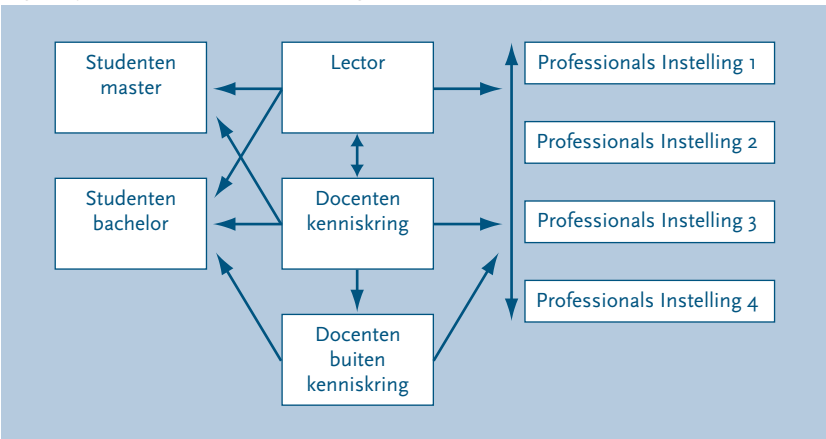 Studenten
master
Lector
Professionals Instelling 1
Professionals Instelling 2
Studenten
bachelor
Docenten
kenniskring
Professionals Instelling 3
Professionals Instelling 4
Docenten
buiten
kenniskring